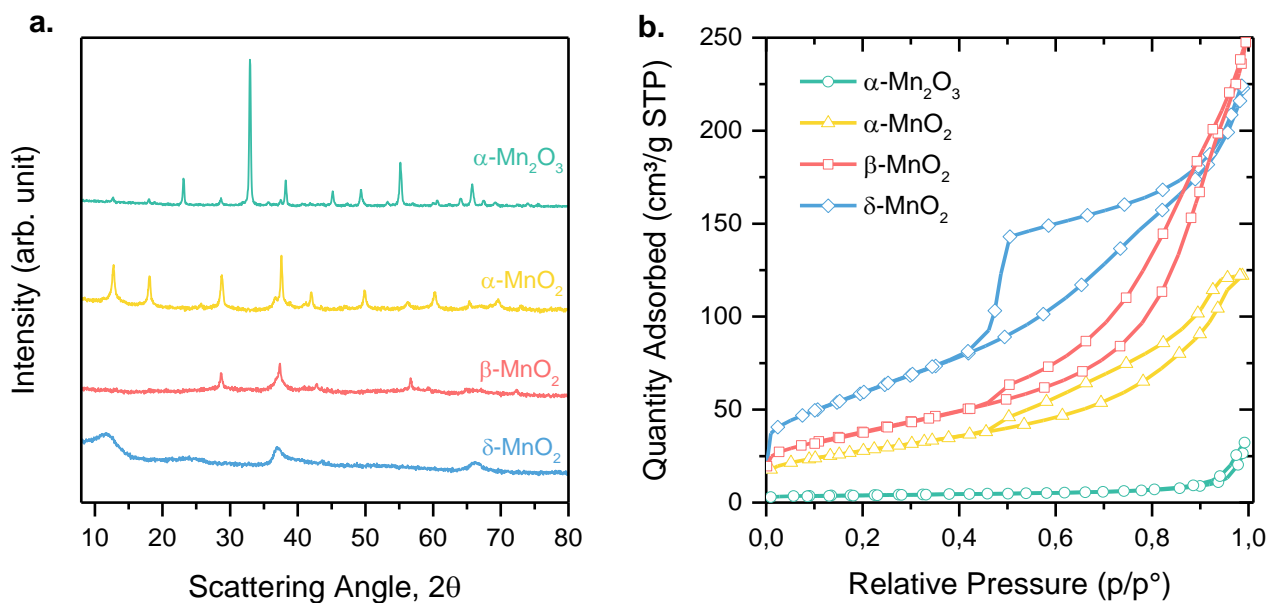 a.
Intensity (arb. unit)
α-Mn₂O₃
α-MnO₂
β-MnO₂
δ-MnO₂
10 20 30 40 50 60 70 80
Scattering Angle, 2θ
b.
Quantity Adsorbed (cm³/g STP)
250
200
150
100
50
0
α-Mn₂O₃
α-MnO₂
β-MnO₂
δ-MnO₂
0,0 0,2 0,4 0,6 0,8 1,0
Relative Pressure (p/p°)